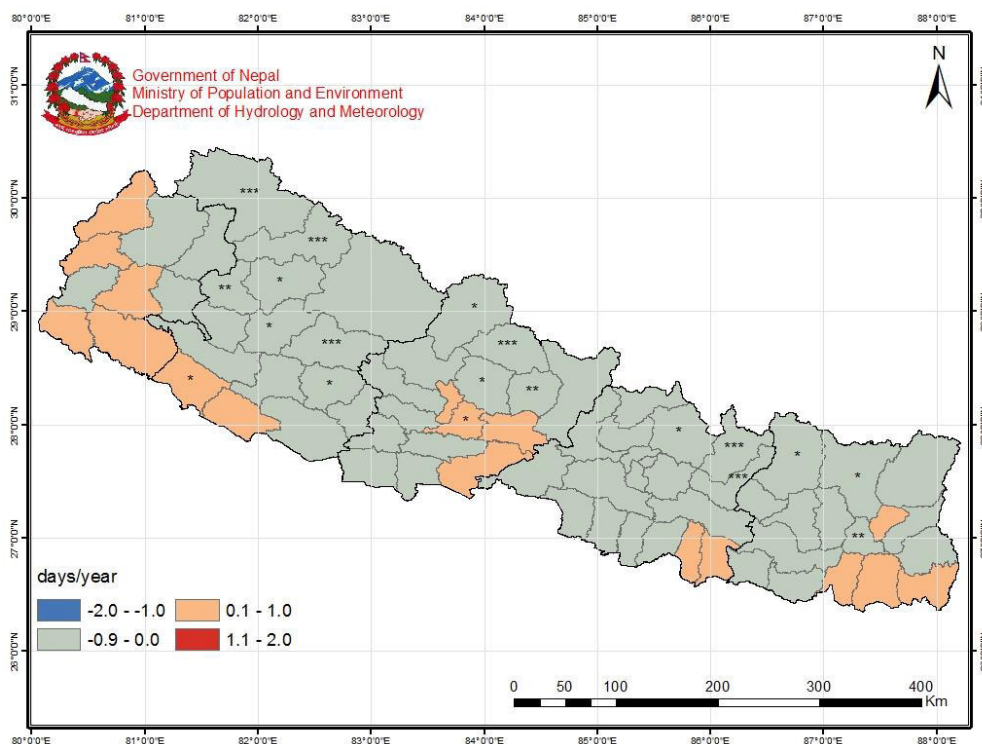 80°0'0"E 81°0'0"E 82°0'0"E 83°0'0"E 84°0'0"E 85°0'0"E 86°0'0"E 87°0'0"E 88°0'0"E
Government of Nepal
Ministry of Population and Environment
Department of Hydrology and Meteorology
N
31°0'0"N
30°0'0"N
29°0'0"N
28°0'0"N
27°0'0"N
26°0'0"N
***
***
*
**
*
*
***
***
*
*
*
**
*
*
***
***
*
*
**
days/year
-2.0 - -1.0 0.1 - 1.0
-0.9 - 0.0 1.1 - 2.0
0 50 100 200 300 400
Km
80°0'0"E 81°0'0"E 82°0'0"E 83°0'0"E 84°0'0"E 85°0'0"E 86°0'0"E 87°0'0"E 88°0'0"E